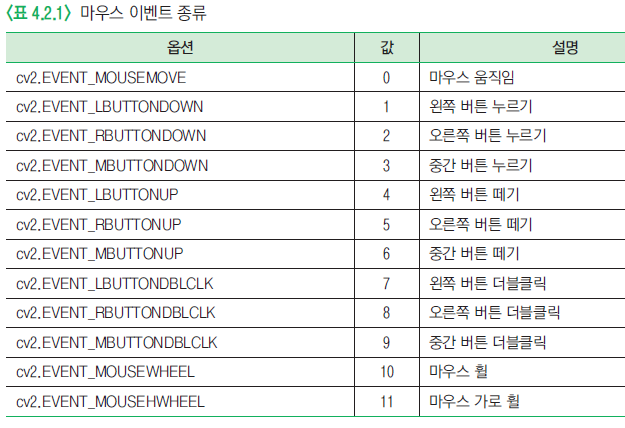 〈표 4.2.1〉 마우스 이벤트 종류
옵션 값 설명
cv2.EVENT_MOUSEMOVE 0 마우스 움직임
cv2.EVENT_LBUTTONDOWN 1 왼쪽 버튼 누르기
cv2.EVENT_RBUTTONDOWN 2 오른쪽 버튼 누르기
cv2.EVENT_MBUTTONDOWN 3 중간 버튼 누르기
cv2.EVENT_LBUTTONUP 4 왼쪽 버튼 떼기
cv2.EVENT_RBUTTONUP 5 오른쪽 버튼 떼기
cv2.EVENT_MBUTTONUP 6 중간 버튼 떼기
cv2.EVENT_LBUTTONDBLCLK 7 왼쪽 버튼 더블클릭
cv2.EVENT_RBUTTONDBLCLK 8 오른쪽 버튼 더블클릭
cv2.EVENT_MBUTTONDBLCLK 9 중간 버튼 더블클릭
cv2.EVENT_MOUSEWHEEL 10 마우스 휠
cv2.EVENT_MOUSEHWHEEL 11 마우스 가로 휠